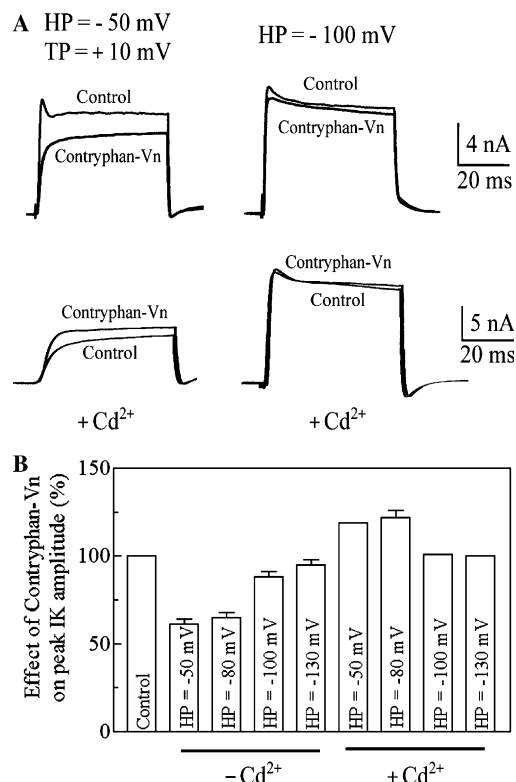 A
HP = - 50 mV
TP = + 10 mV
HP = - 100 mV
Control
Contryphan-Vn
Control
Contryphan-Vn
4 nA
20 ms
Contryphan-Vn
Control
Contryphan-Vn
Control
5 nA
20 ms
+ Cd²⁺
+ Cd²⁺
B
Effect of Contryphan-Vn
on peak IK amplitude (%)
150
100
50
0
Control
HP = -50 mV
HP = -80 mV
HP = -100 mV
HP = -130 mV
HP = -50 mV
HP = -80 mV
HP = -100 mV
HP = -130 mV
– Cd²⁺
+ Cd²⁺